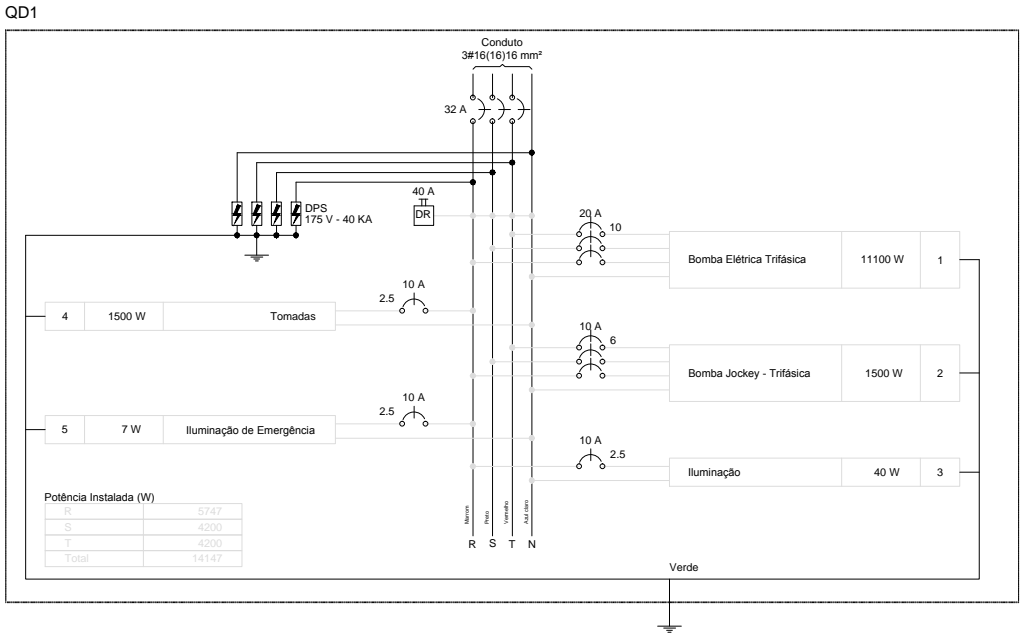 QD1
Conduto
3#16(16)16 mm²
32 A
DPS
175 V - 40 KA
40 A
DR
20 A
10
Bomba Elétrica Trifásica 11100 W 1
10 A
2.5
4 1500 W Tomadas
10 A
6
Bomba Jockey - Trifásica 1500 W 2
10 A
2.5
5 7 W Iluminação de Emergência
10 A
2.5
Iluminação 40 W 3
Potência Instalada (W)
R 5747
S 4200
T 4200
Total 14147
Marrom
Preto
Vermelho
Azul claro
R S T N
Verde